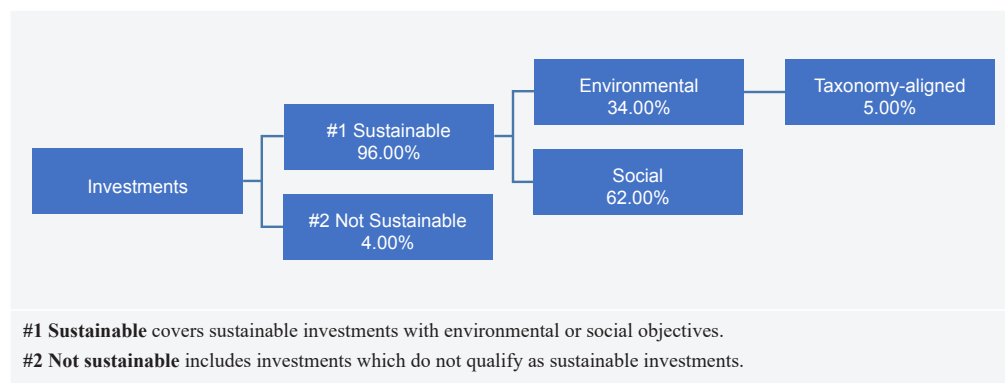 Investments
#1 Sustainable
96.00%
#2 Not Sustainable
4.00%
Environmental
34.00%
Social
62.00%
Taxonomy-aligned
5.00%
#1 Sustainable covers sustainable investments with environmental or social objectives.
#2 Not sustainable includes investments which do not qualify as sustainable investments.